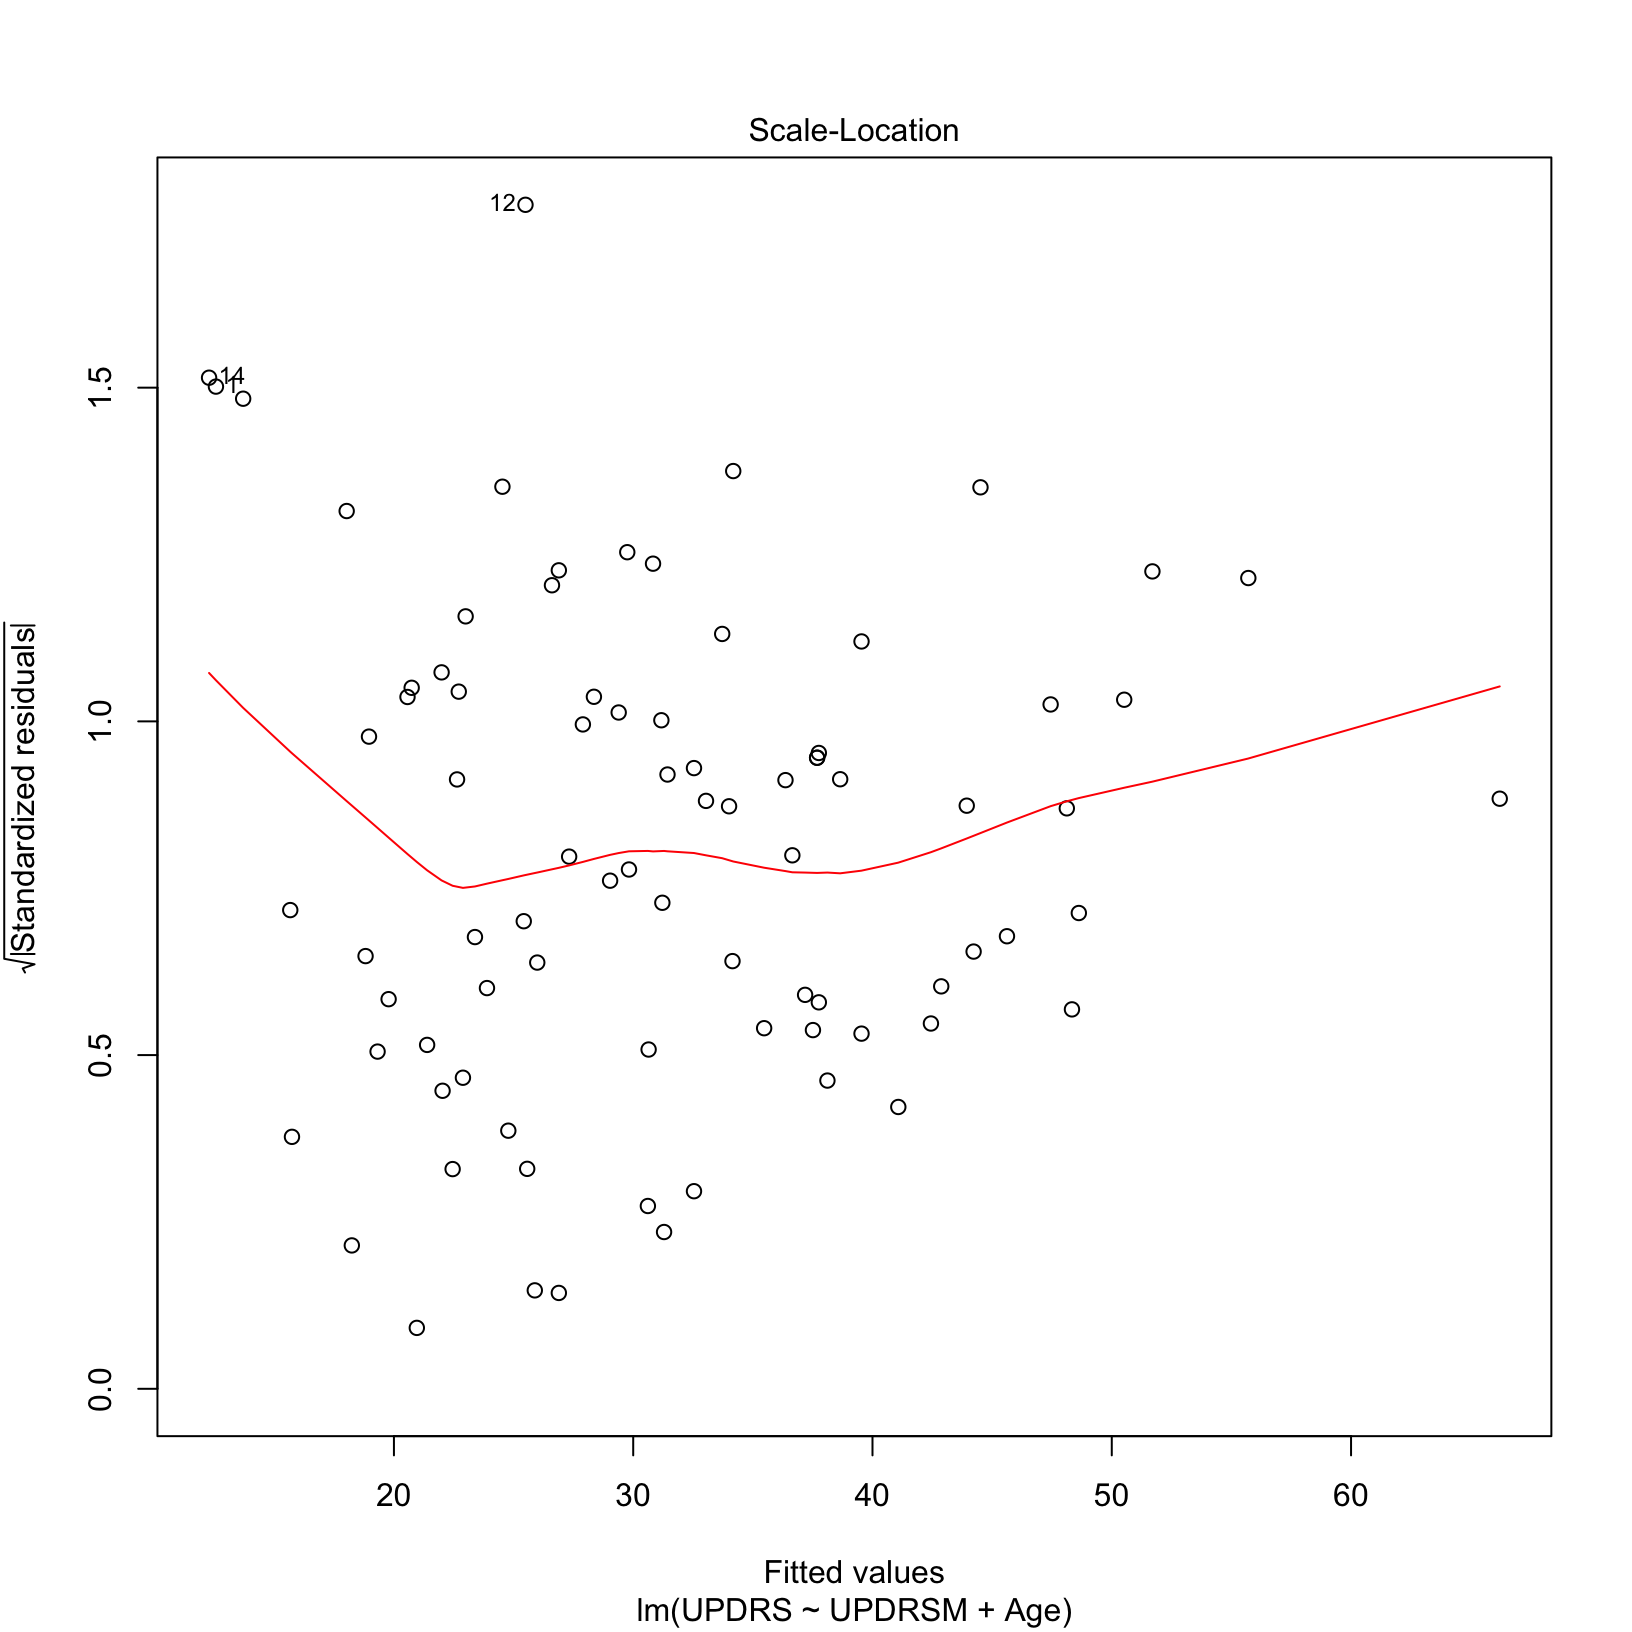 Scale-Location
12
14
1
√|Standardized residuals|
1.5
1.0
0.5
0.0
20 30 40 50 60
Fitted values
lm(UPDRS ~ UPDRSM + Age)